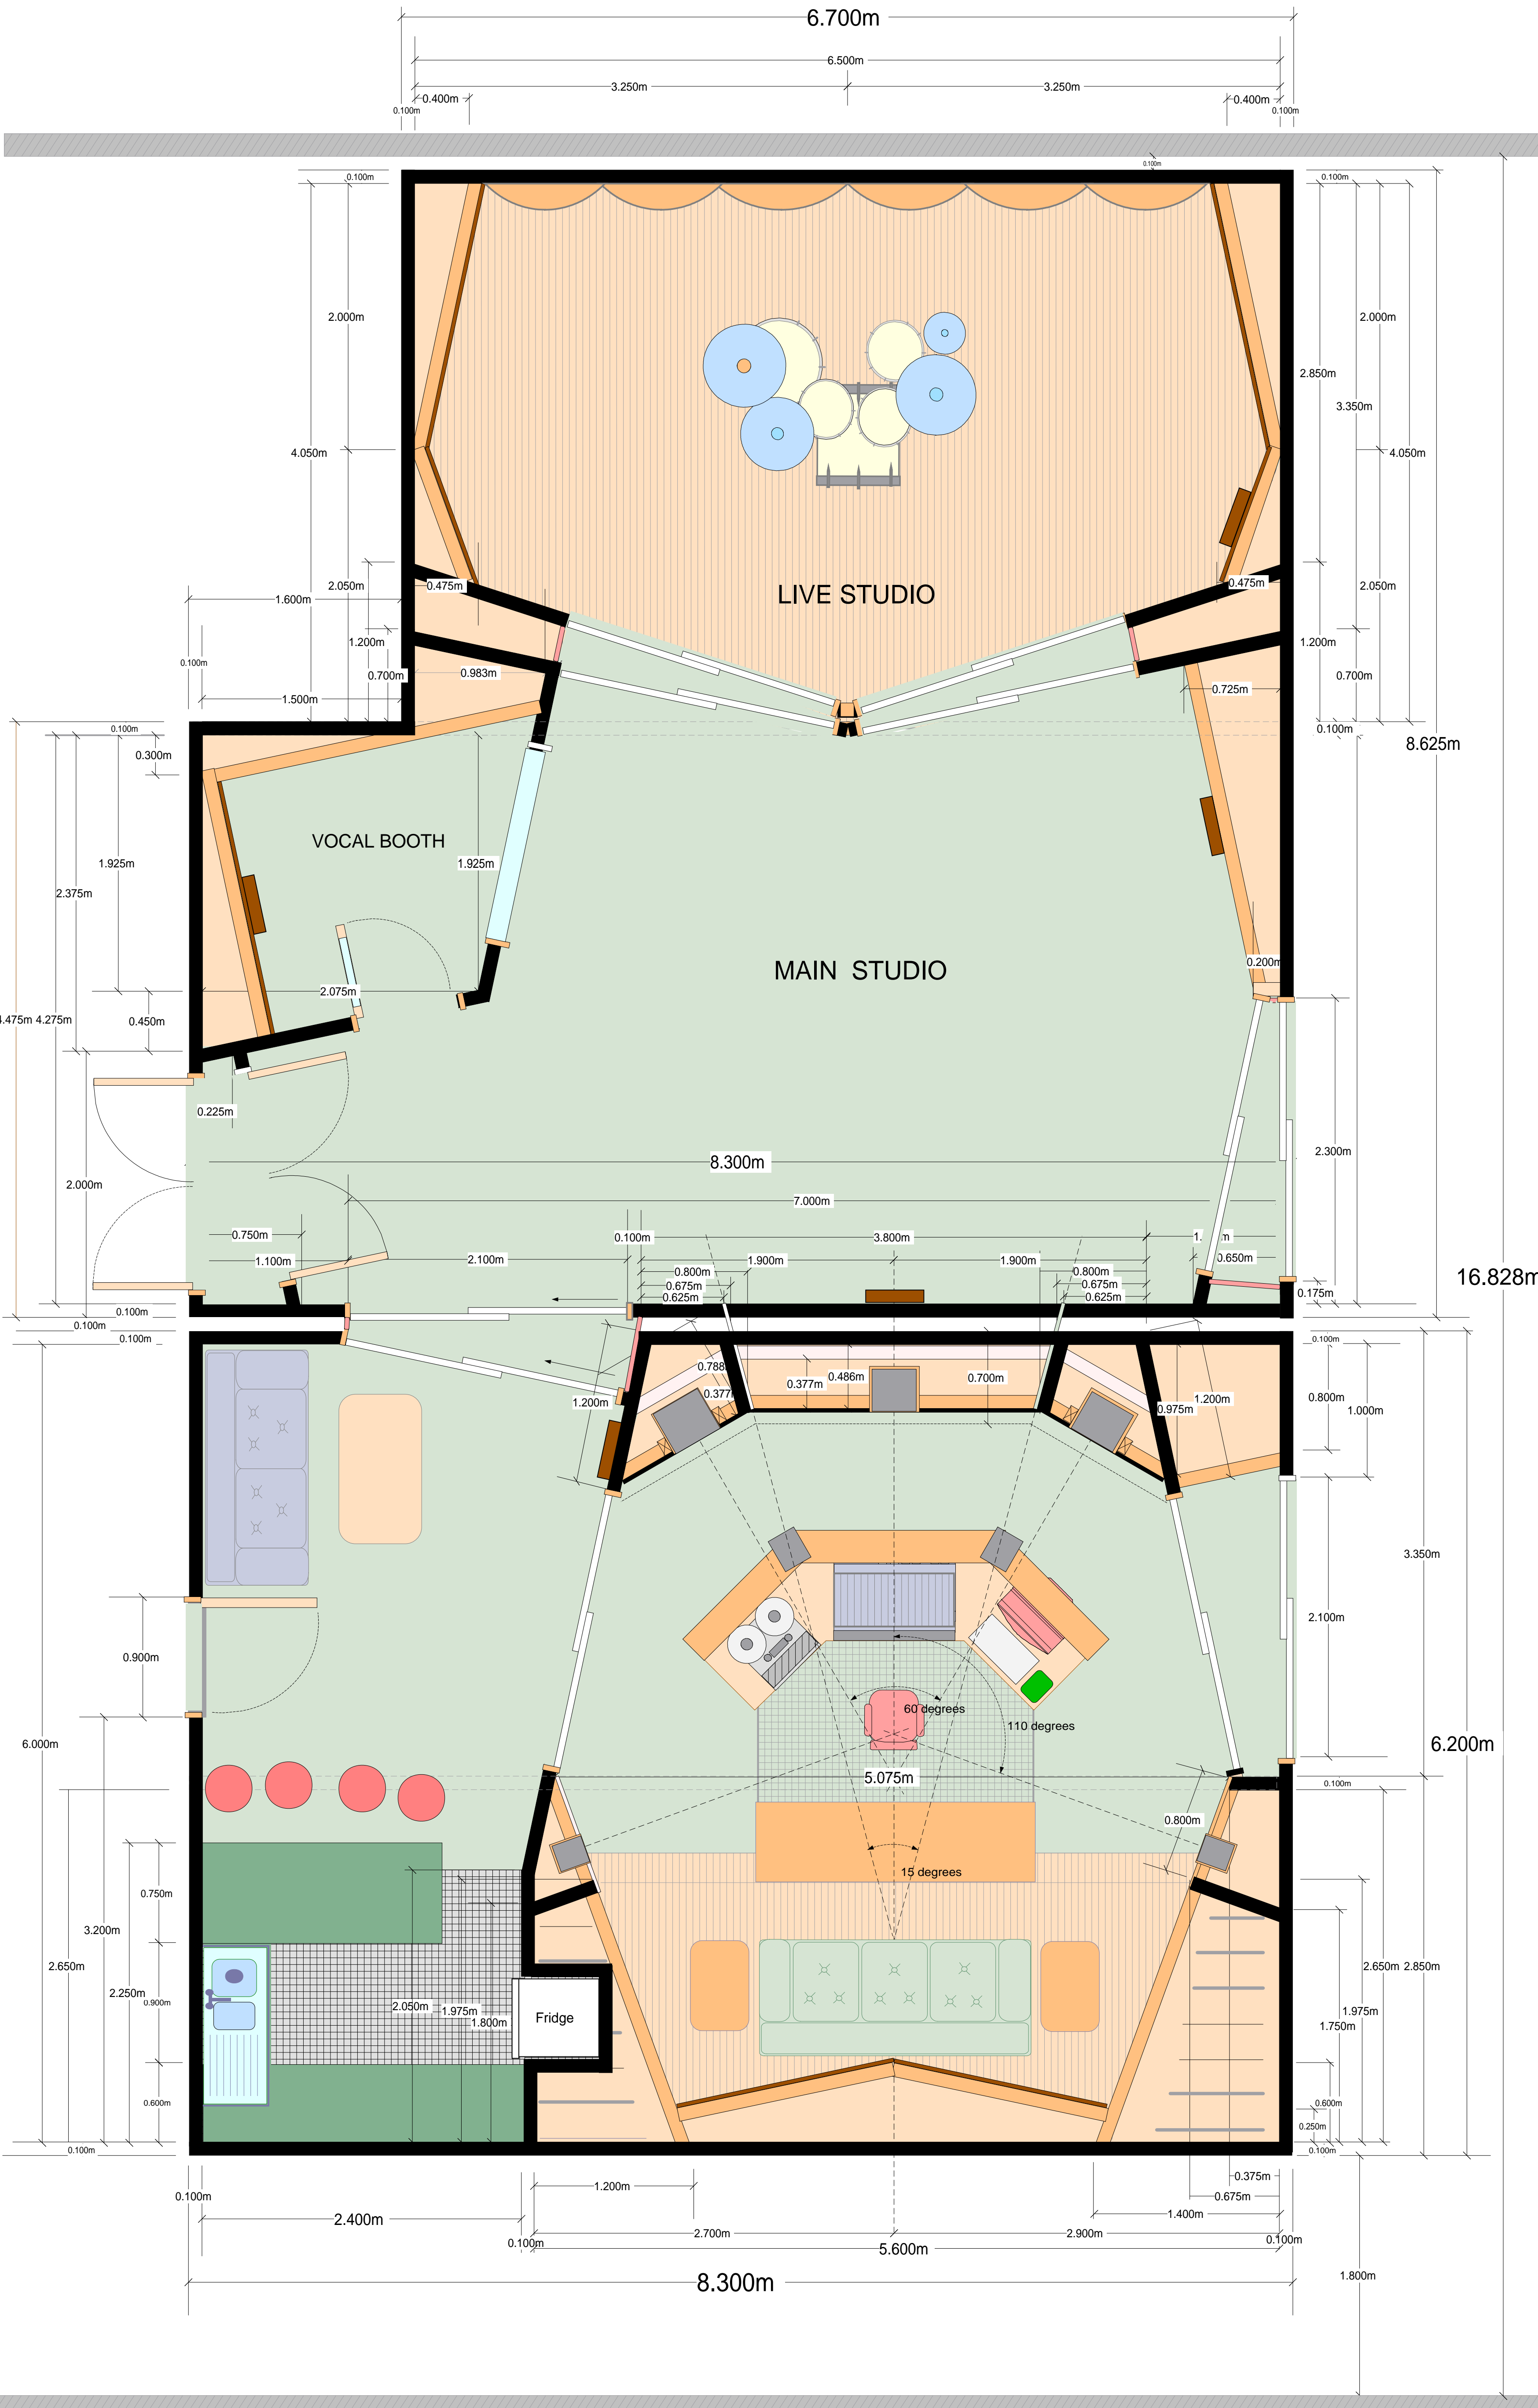 6.700m
6.500m
3.250m 3.250m
0.400m 0.400m
0.100m 0.100m
0.100m
0.100m 0.100m
2.000m 2.000m
2.850m
3.350m
4.050m 4.050m
0.475m 0.475m
LIVE STUDIO
2.050m 2.050m
1.600m
1.200m 1.200m
0.100m
0.983m
0.700m 0.700m
0.725m
1.500m
0.100m 0.100m
8.625m
0.300m
VOCAL BOOTH
1.925m 1.925m
2.375m
MAIN STUDIO
0.200m
2.075m
4.275m 0.450m
0.225m
2.300m
8.300m
2.000m
7.000m
0.750m
0.100m 3.800m
1.100m 2.100m 1.900m 1.900m 0.650m
0.800m 0.800m
0.675m 0.675m
0.625m 0.625m
0.175m
16.828m
0.100m
0.100m
0.100m 0.100m
0.788
0.377m 0.486m 0.700m
0.377
1.200m 1.200m
0.975m
0.800m
1.000m
3.350m
2.100m
0.900m
60 degrees
110 degrees
6.000m 6.200m
5.075m
0.100m
0.800m
15 degrees
0.750m
3.200m
2.650m
2.250m
0.900m
2.050m
1.975m
1.800m
Fridge
2.650m 2.850m
1.975m
1.750m
0.600m 0.600m
0.250m
0.100m 0.100m
0.375m
1.200m
0.100m 0.675m
1.400m
2.400m
2.700m 2.900m
0.100m 0.100m
5.600m
1.800m
8.300m